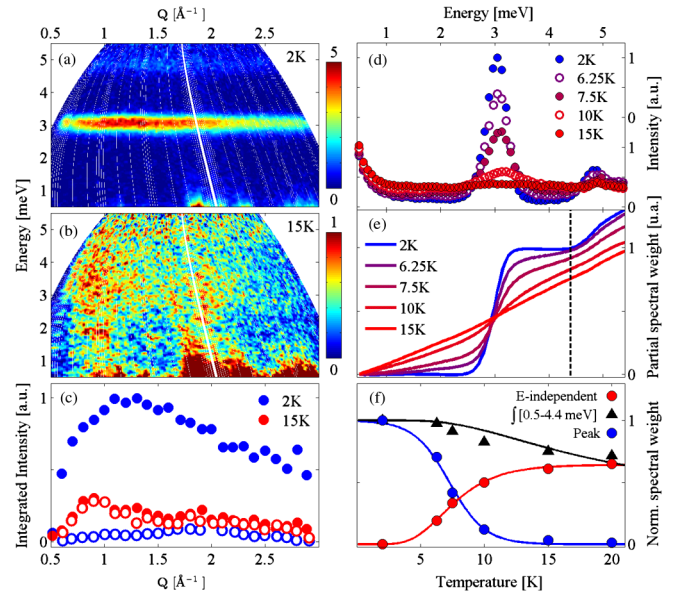 Q [Å⁻¹]
0.5 1 1.5 2 2.5
(a)
2K
5
4
3
2
1
5
0
(b)
15K
5
4
3
2
1
1
0
Energy [meV]
(c)
2K
15K
1
0
Integrated Intensity [a.u.]
0.5 1 1.5 2 2.5
Q [Å⁻¹]
Energy [meV]
1 2 3 4 5
(d)
2K
6.25K
7.5K
10K
15K
1
0
0
0
0
Intensity [a.u.]
(e)
2K
6.25K
7.5K
10K
15K
1
0
Partial spectral weight [u.a.]
(f)
E-independent
∫[0.5-4.4 meV]
Peak
1
0
Norm. spectral weight
0 5 10 15 20
Temperature [K]